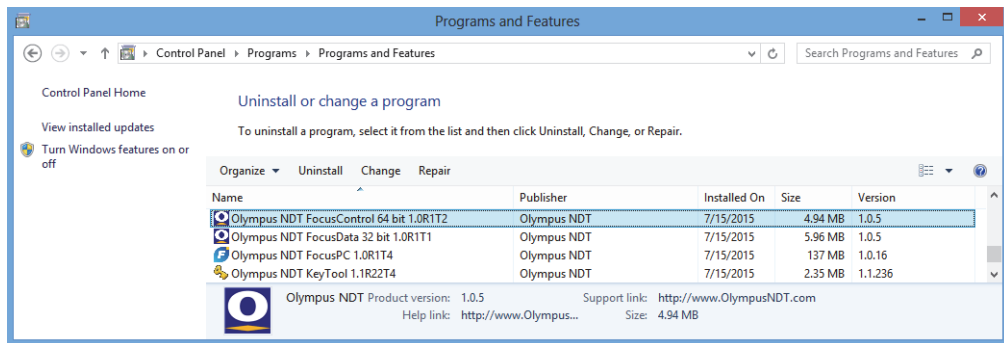 Programs and Features
Control Panel Programs Programs and Features Search Programs and Features
Control Panel Home
View installed updates
Turn Windows features on or
off
Uninstall or change a program
To uninstall a program, select it from the list and then click Uninstall, Change, or Repair.
Organize Uninstall Change Repair
Name Publisher Installed On Size Version
Olympus NDT FocusControl 64 bit 1.0R1T2 Olympus NDT 7/15/2015 4.94 MB 1.0.5
Olympus NDT FocusData 32 bit 1.0R1T1 Olympus NDT 7/15/2015 5.96 MB 1.0.5
Olympus NDT FocusPC 1.0R1T4 Olympus NDT 7/15/2015 137 MB 1.0.16
Olympus NDT KeyTool 1.1R22T4 Olympus NDT 7/15/2015 2.35 MB 1.1.236
Olympus NDT Product version: 1.0.5 Support link: http://www.OlympusNDT.com
Help link: http://www.Olympus... Size: 4.94 MB